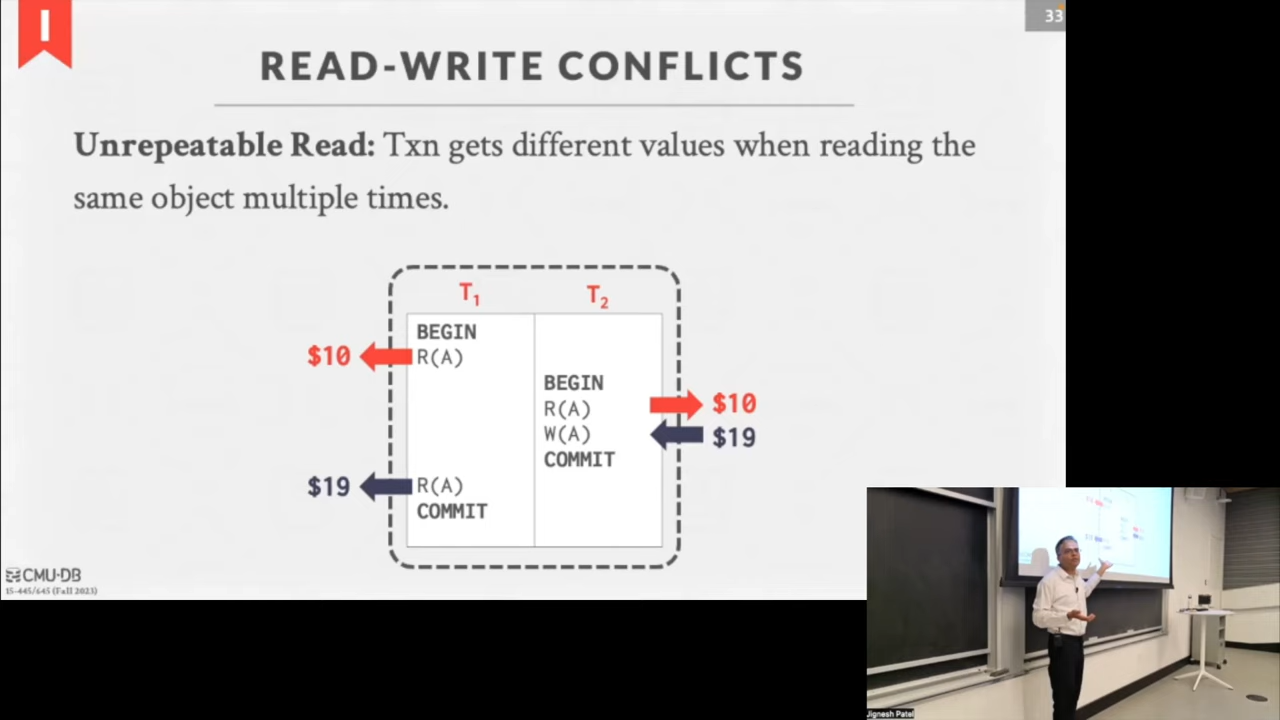 I
33
READ-WRITE CONFLICTS
Unrepeatable Read: Txn gets different values when reading the
same object multiple times.
T1
T2
BEGIN
$10
R(A)
BEGIN
R(A)
$10
W(A)
$19
COMMIT
$19
R(A)
COMMIT
CMU·DB
15-445/645 (Fall 2023)
Jignesh Patel